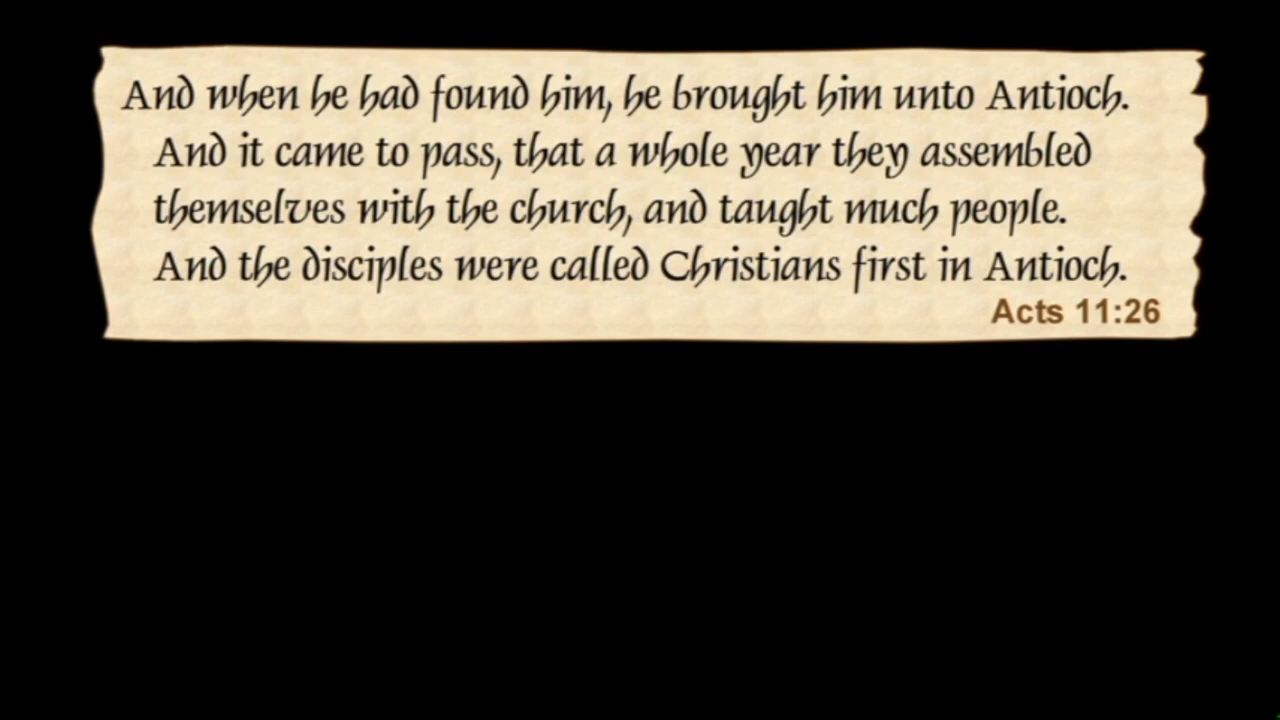 And when he had found him, he brought him unto Antioch.
And it came to pass, that a whole year they assembled
themselves with the church, and taught much people.
And the disciples were called Christians first in Antioch.
Acts 11:26